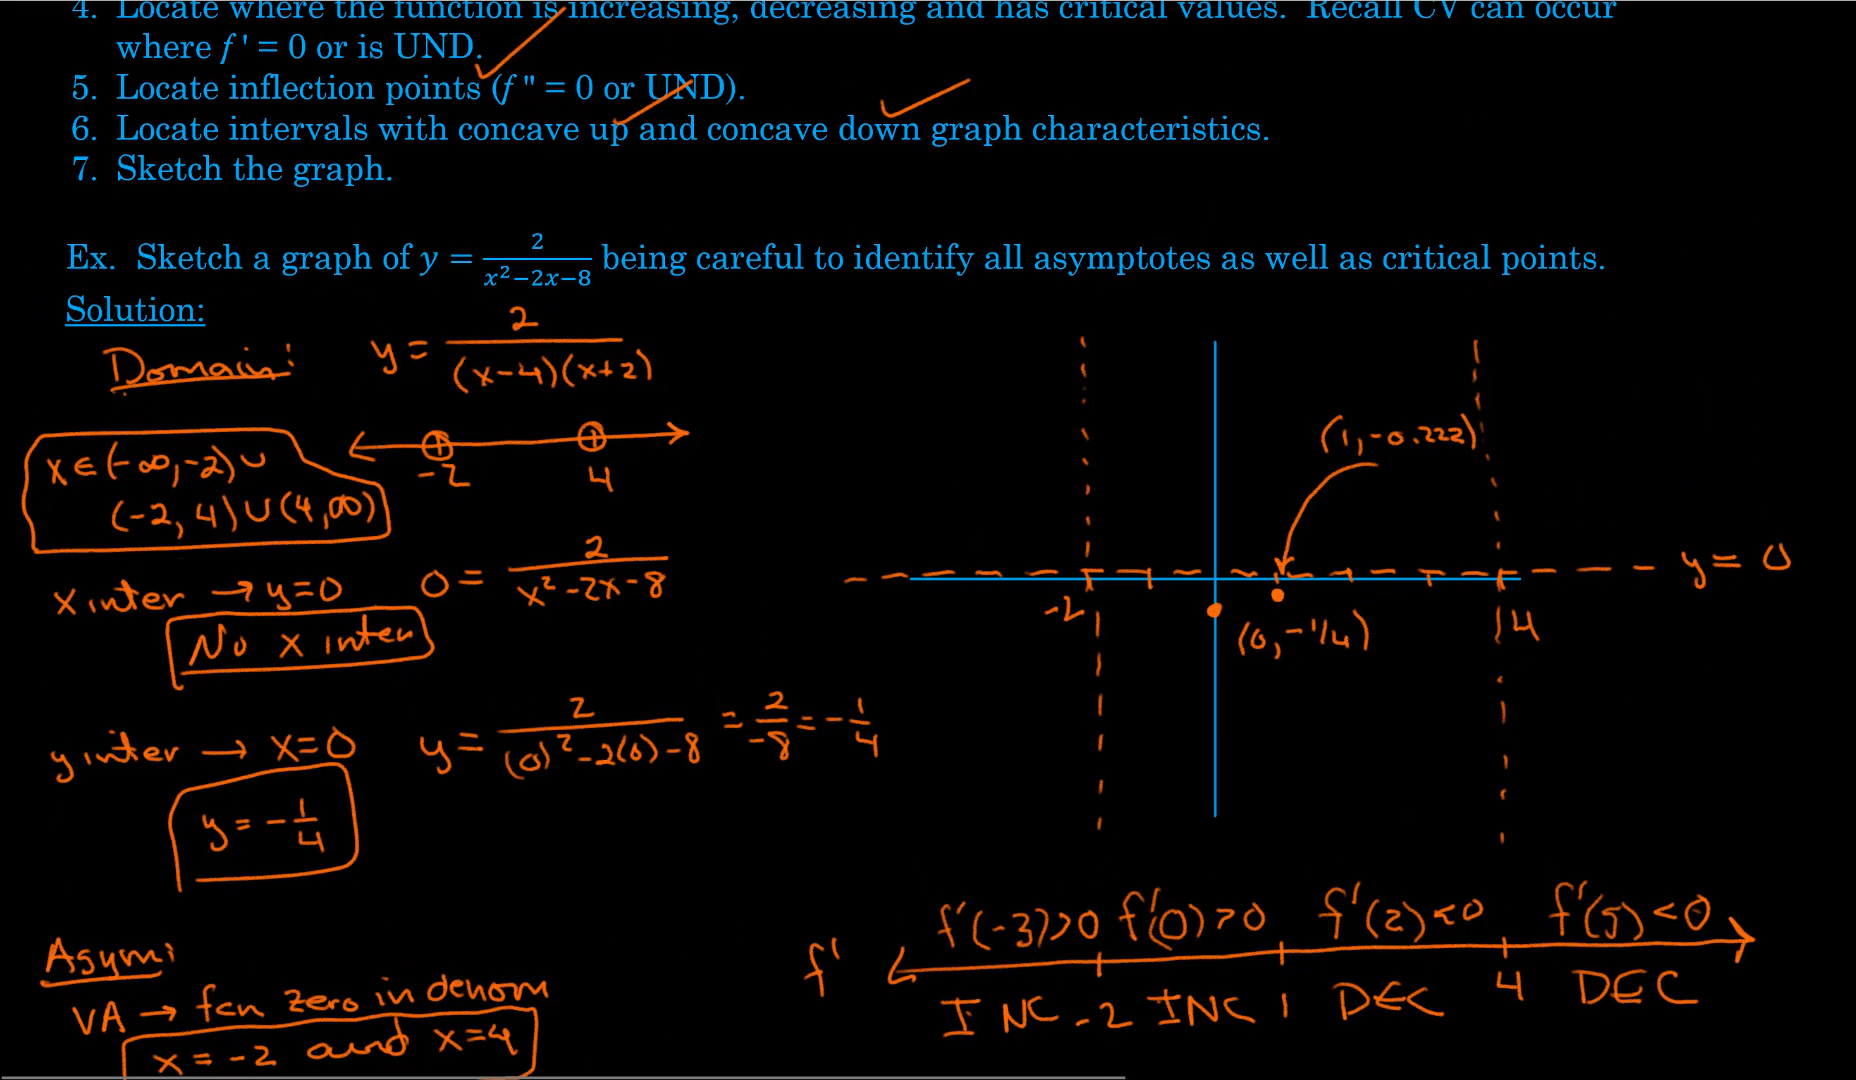 4. Locate where the function is increasing, decreasing and has critical values. Recall CV can occur
where f ' = 0 or is UND.
5. Locate inflection points (f " = 0 or UND).
6. Locate intervals with concave up and concave down graph characteristics.
7. Sketch the graph.
Ex. Sketch a graph of y = 2/(x²−2x−8) being careful to identify all asymptotes as well as critical points.
Solution:
Domain: y = 2/((x-4)(x+2))
-2 4
x ∈ (-∞,-2) ∪
(-2, 4) ∪ (4,∞)
x inter → y=0 0 = 2/(x²-2x-8)
No x inter
y inter → x=0 y = 2/((0)²-2(0)-8) = 2/-8 = -1/4
y = -1/4
Asym:
VA → fcn zero in denom
x = -2 and x=4
(1,-0.222)
y = 0
-2 4
(0,-1/4)
f'(-3)>0 f'(0)>0 f'(2)<0 f'(5)<0
f'
INC -2 INC 1 DEC 4 DEC